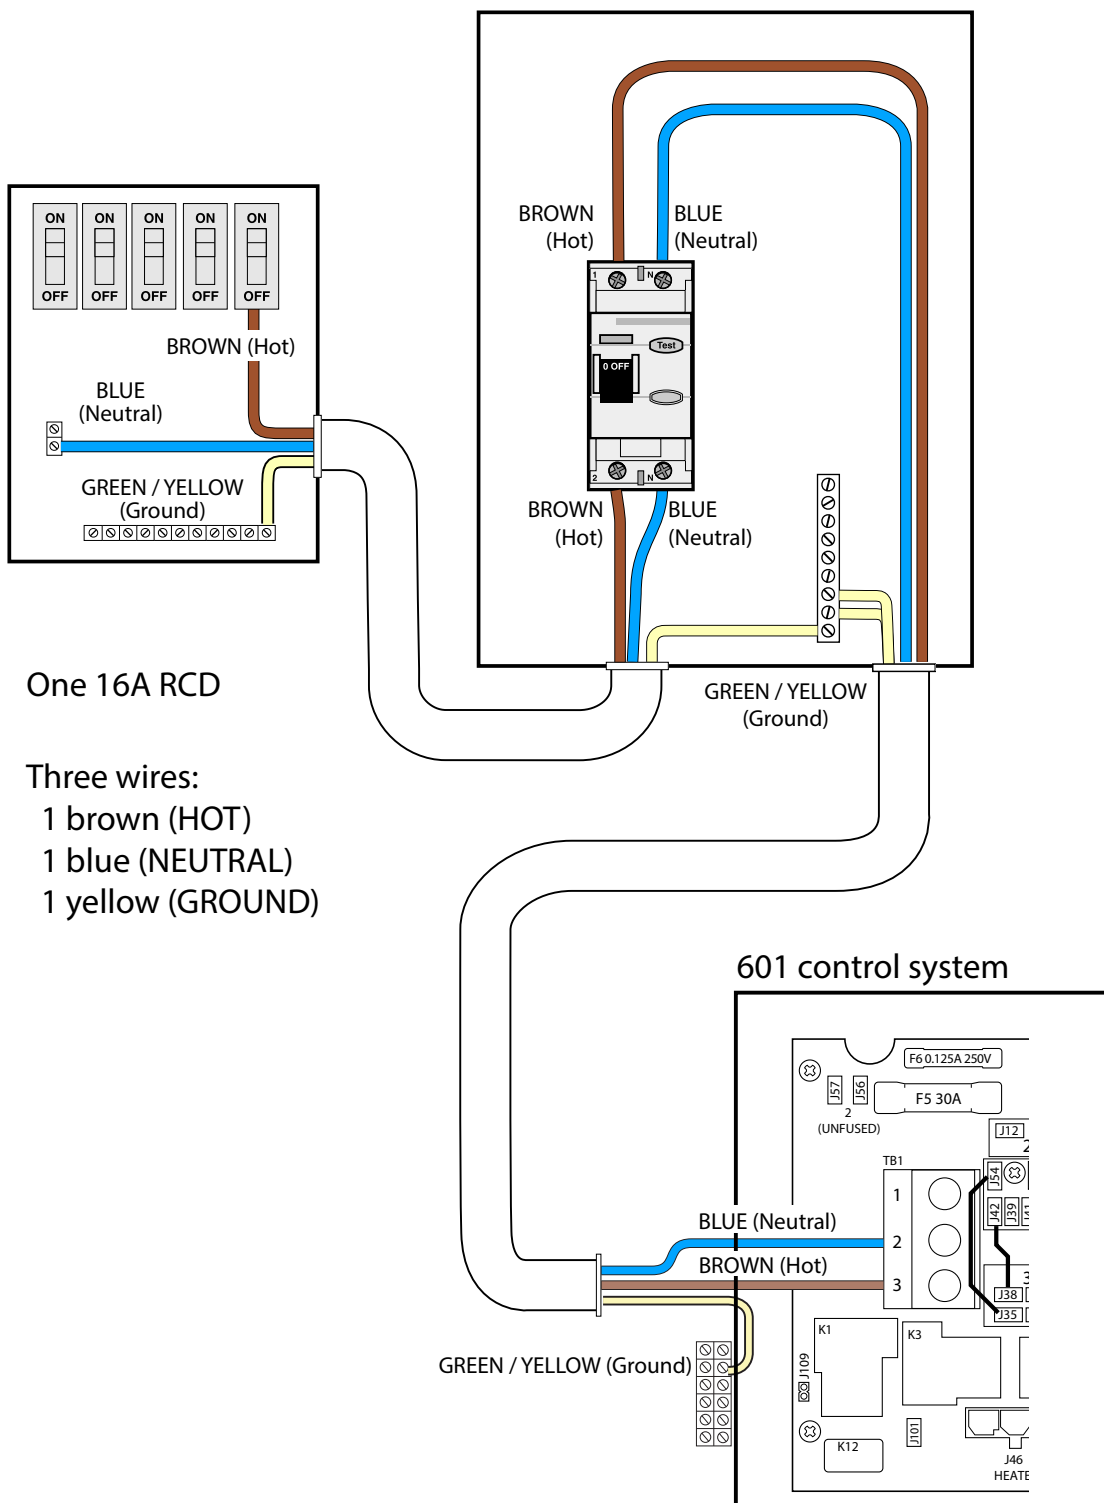 ON ON ON ON ON
OFF OFF OFF OFF OFF
BROWN (Hot)
BLUE
(Neutral)
GREEN / YELLOW
(Ground)
BROWN
(Hot)
BLUE
(Neutral)
1 N
Test
0 OFF
2 N
BROWN
(Hot)
BLUE
(Neutral)
GREEN / YELLOW
(Ground)
One 16A RCD
Three wires:
1 brown (HOT)
1 blue (NEUTRAL)
1 yellow (GROUND)
601 control system
F6 0.125A 250V
J57
J56
F5 30A
2
(UNFUSED)
J12
2
TB1
J54
1
J42
J39
J41
BLUE (Neutral)
2
BROWN (Hot)
3
3
J38
J35
K1
K3
GREEN / YELLOW (Ground)
J109
J101
K12
J46
HEATE